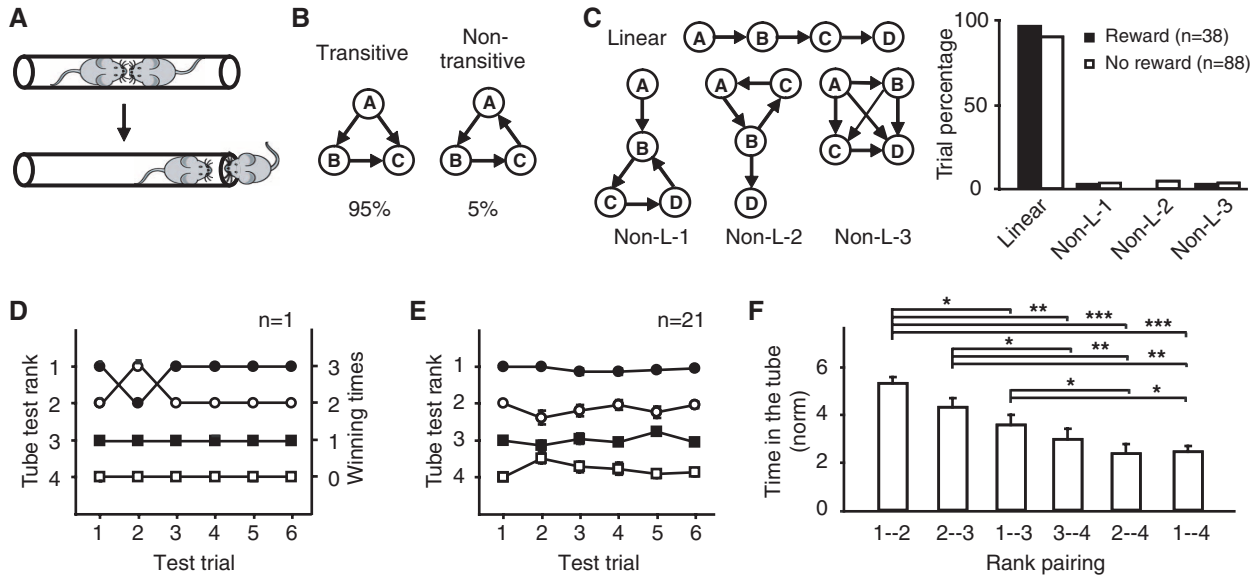 A
B
Transitive
Non-
transitive
A
B
C
A
B
C
95%
5%
C
Linear
A
B
C
D
A
B
C
D
Non-L-1
A
C
B
D
Non-L-2
A
B
C
D
Non-L-3
Trial percentage
100
50
0
Reward (n=38)
No reward (n=88)
Linear
Non-L-1
Non-L-2
Non-L-3
D
n=1
Tube test rank
1
2
3
4
Winning times
3
2
1
0
1 2 3 4 5 6
Test trial
E
n=21
Tube test rank
1
2
3
4
1 2 3 4 5 6
Test trial
F
*
**
***
***
*
**
**
*
*
Time in the tube
(norm)
6
4
2
0
1--2 2--3 1--3 3--4 2--4 1--4
Rank pairing